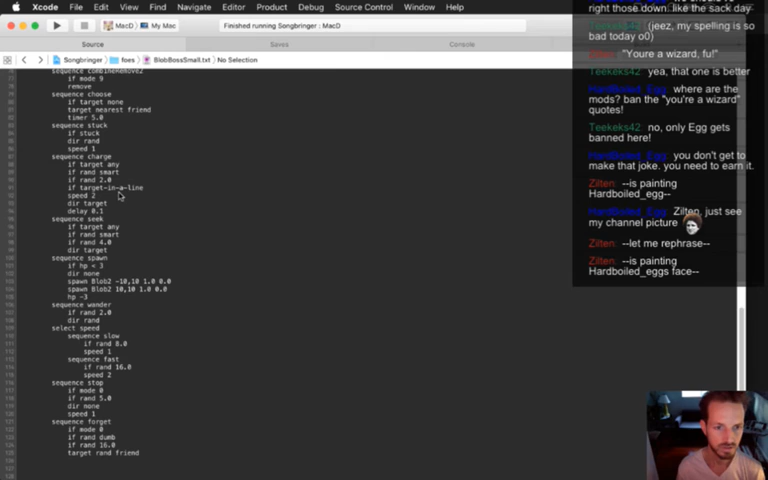 Xcode File Edit View Find Navigate Editor Product Debug Source Control Window Help
MacD My Mac
Finished running Songbringer : MacD
Source Saves Console
Songbringer foes BlobBossSmall.txt No Selection
sequence combineRemove2
if mode 9
remove
sequence choose
if target none
target nearest friend
timer 5.0
sequence stuck
if stuck
dir rand
speed 1
sequence charge
if target any
if rand smart
if rand 2.0
if target-in-a-line
speed 2
dir target
delay 0.1
sequence seek
if target any
if rand smart
if rand 4.0
dir target
sequence spawn
if hp < 3
dir none
spawn Blob2 -10,10 1.0 0.0
spawn Blob2 10,10 1.0 0.0
hp -3
sequence wander
if rand 2.0
dir rand
select speed
sequence slow
if rand 8.0
speed 1
sequence fast
if rand 16.0
speed 2
sequence stop
if mode 0
if rand 5.0
dir none
speed 1
sequence forget
if mode 0
if rand dumb
if rand 16.0
target rand friend
right those down. like the sack day
Teekeks42: (jeez, my spelling is so
bad today o0)
Zilten: "Youre a wizard, fu!"
Teekeks42: yea, that one is better
HardBoiled_Egg: where are the
mods? ban the "you're a wizard"
quotes!
Teekeks42: no, only Egg gets
banned here!
HardBoiled_Egg: you don't get to
make that joke. you need to earn it.
Zilten: --is painting
Hardboiled_egg--
HardBoiled_Egg: Zilten, just see
my channel picture
Zilten: --let me rephrase--
Zilten: --is painting
Hardboiled_eggs face--